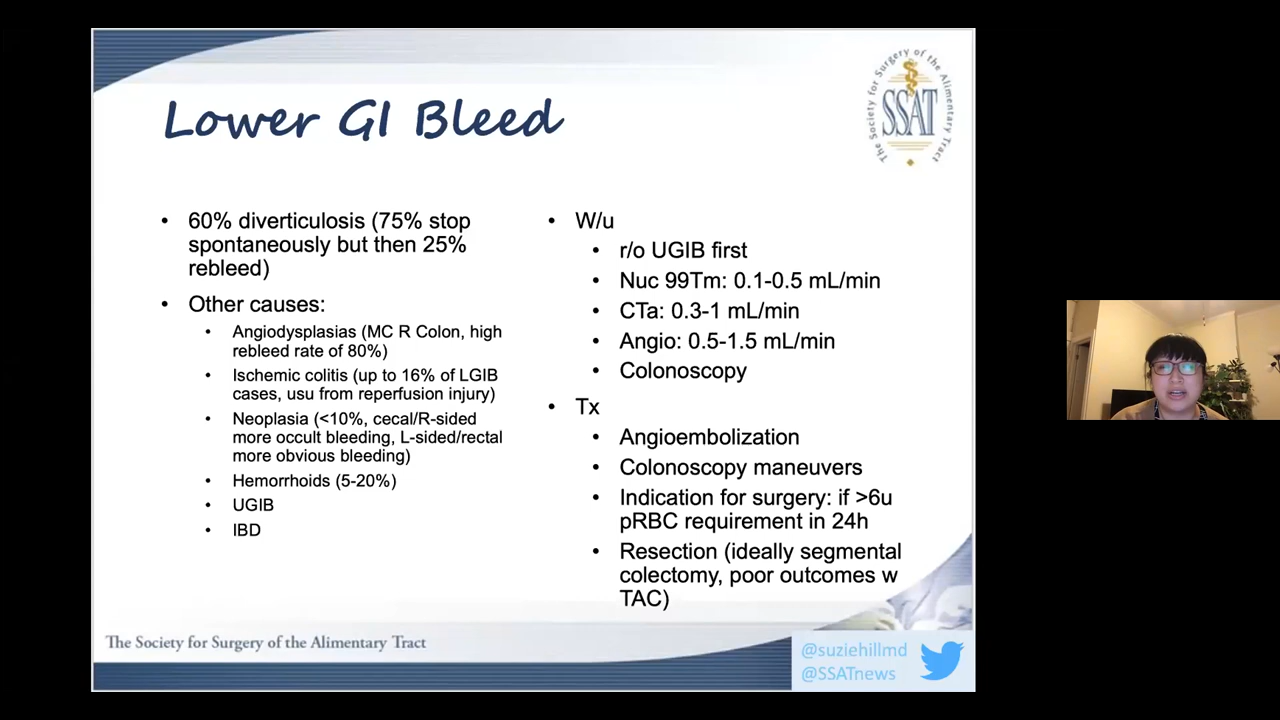 Lower GI Bleed
The Society for Surgery of the Alimentary Tract
SSAT
• 60% diverticulosis (75% stop
spontaneously but then 25%
rebleed)
• Other causes:
• Angiodysplasias (MC R Colon, high
rebleed rate of 80%)
• Ischemic colitis (up to 16% of LGIB
cases, usu from reperfusion injury)
• Neoplasia (<10%, cecal/R-sided
more occult bleeding, L-sided/rectal
more obvious bleeding)
• Hemorrhoids (5-20%)
• UGIB
• IBD
• W/u
• r/o UGIB first
• Nuc 99Tm: 0.1-0.5 mL/min
• CTa: 0.3-1 mL/min
• Angio: 0.5-1.5 mL/min
• Colonoscopy
• Tx
• Angioembolization
• Colonoscopy maneuvers
• Indication for surgery: if >6u
pRBC requirement in 24h
• Resection (ideally segmental
colectomy, poor outcomes w
TAC)
The Society for Surgery of the Alimentary Tract
@suziehillmd
@SSATnews